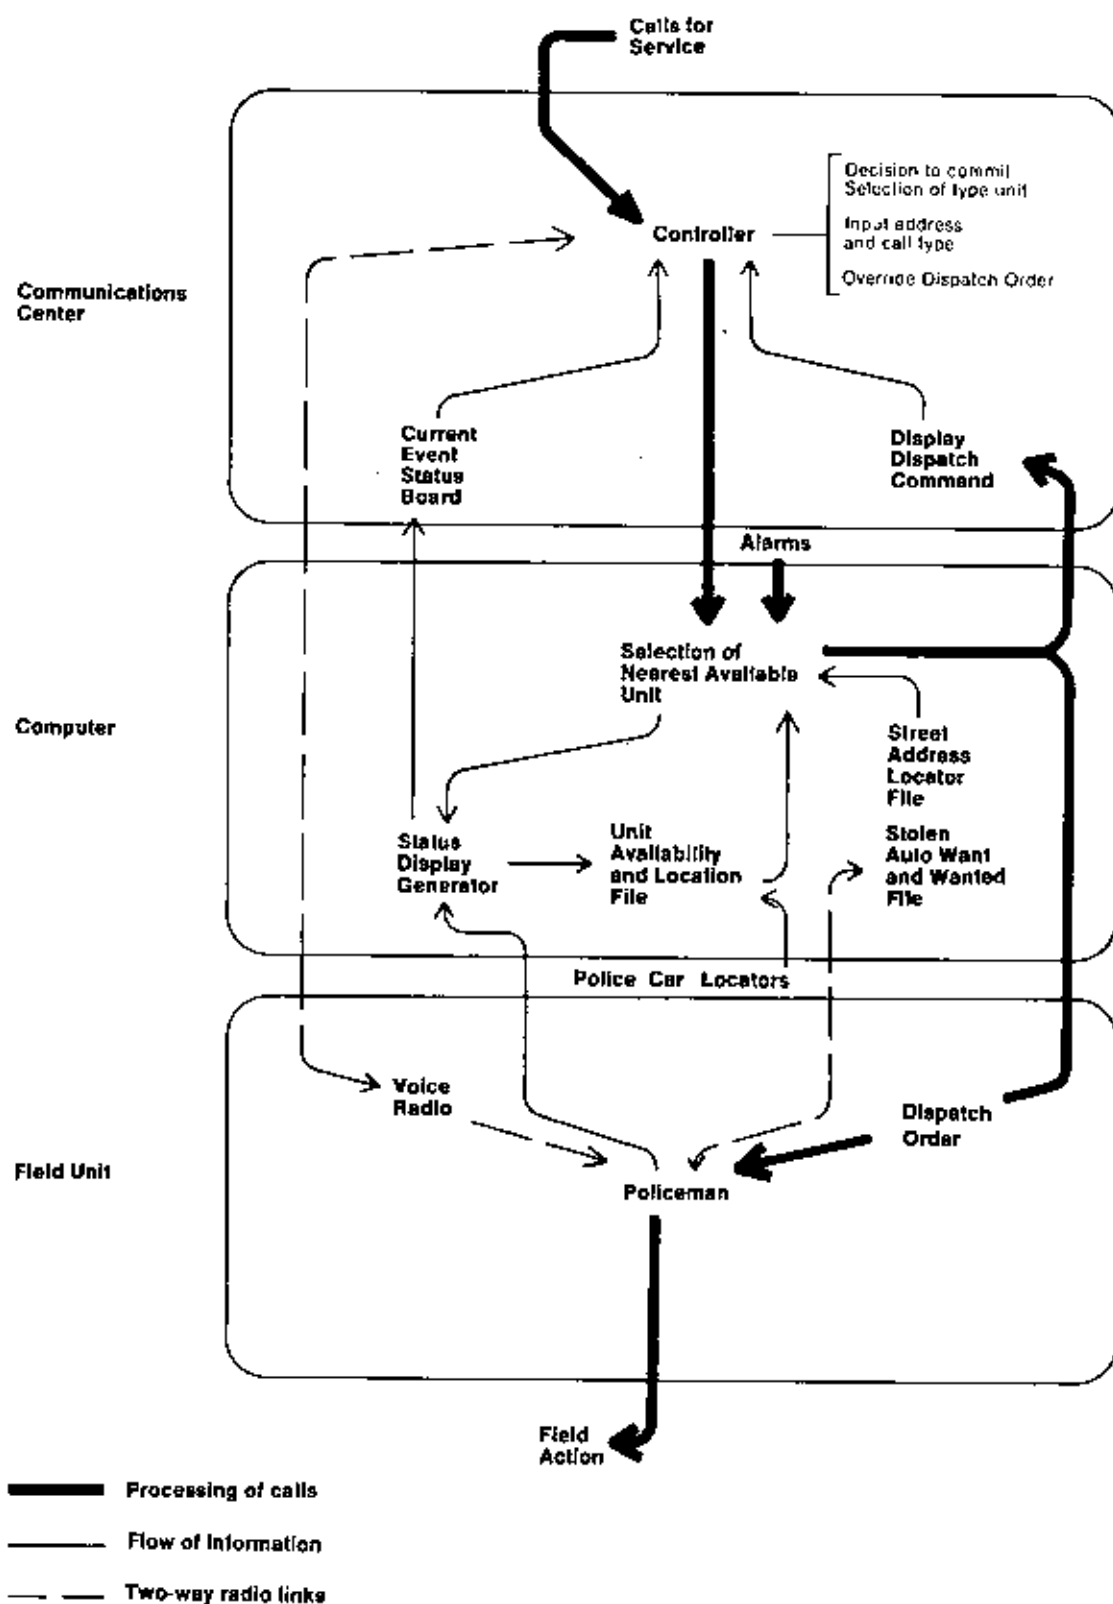 Calls for
Service
Decision to commit
Selection of type unit
Controller
Input address
and call type
Override Dispatch Order
Communications
Center
Current
Event
Status
Board
Display
Dispatch
Command
Alarms
Selection of
Nearest Available
Unit
Computer
Street
Address
Locator
File
Status
Display
Generator
Unit
Availability
and Location
File
Stolen
Auto Want
and Wanted
File
Police Car Locators
Voice
Radio
Dispatch
Order
Field Unit
Policeman
Field
Action
Processing of calls
Flow of Information
Two-way radio links